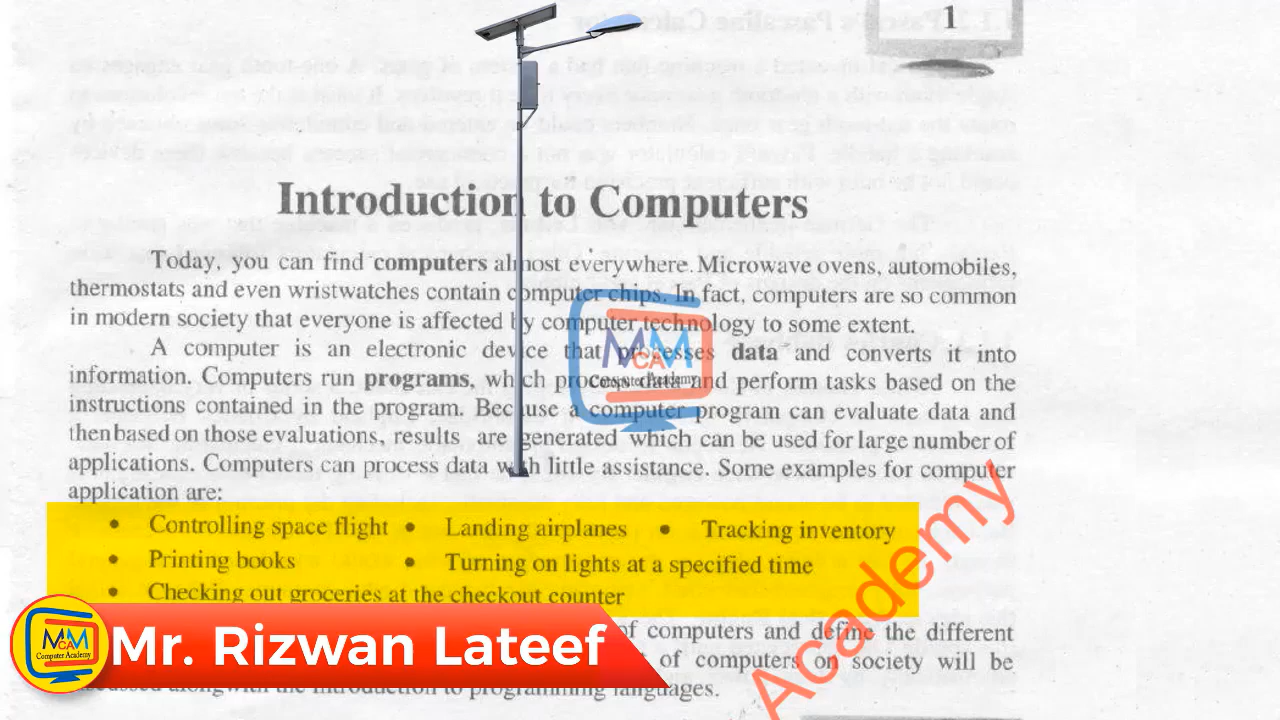 1
Introduction to Computers
Today, you can find computers almost everywhere. Microwave ovens, automobiles,
thermostats and even wristwatches contain computer chips. In fact, computers are so common
in modern society that everyone is affected by computer technology to some extent.
A computer is an electronic device that processes data and converts it into
information. Computers run programs, which process data and perform tasks based on the
instructions contained in the program. Because a computer program can evaluate data and
then based on those evaluations, results are generated which can be used for large number of
applications. Computers can process data with little assistance. Some examples for computer
application are:
• Controlling space flight • Landing airplanes • Tracking inventory
• Printing books • Turning on lights at a specified time
• Checking out groceries at the checkout counter
of computers and define the different
of computers on society will be
alongwith the introduction to programming languages.
MCAM
Computer Academy
MCAM
Computer Academy
Mr. Rizwan Lateef
Academy